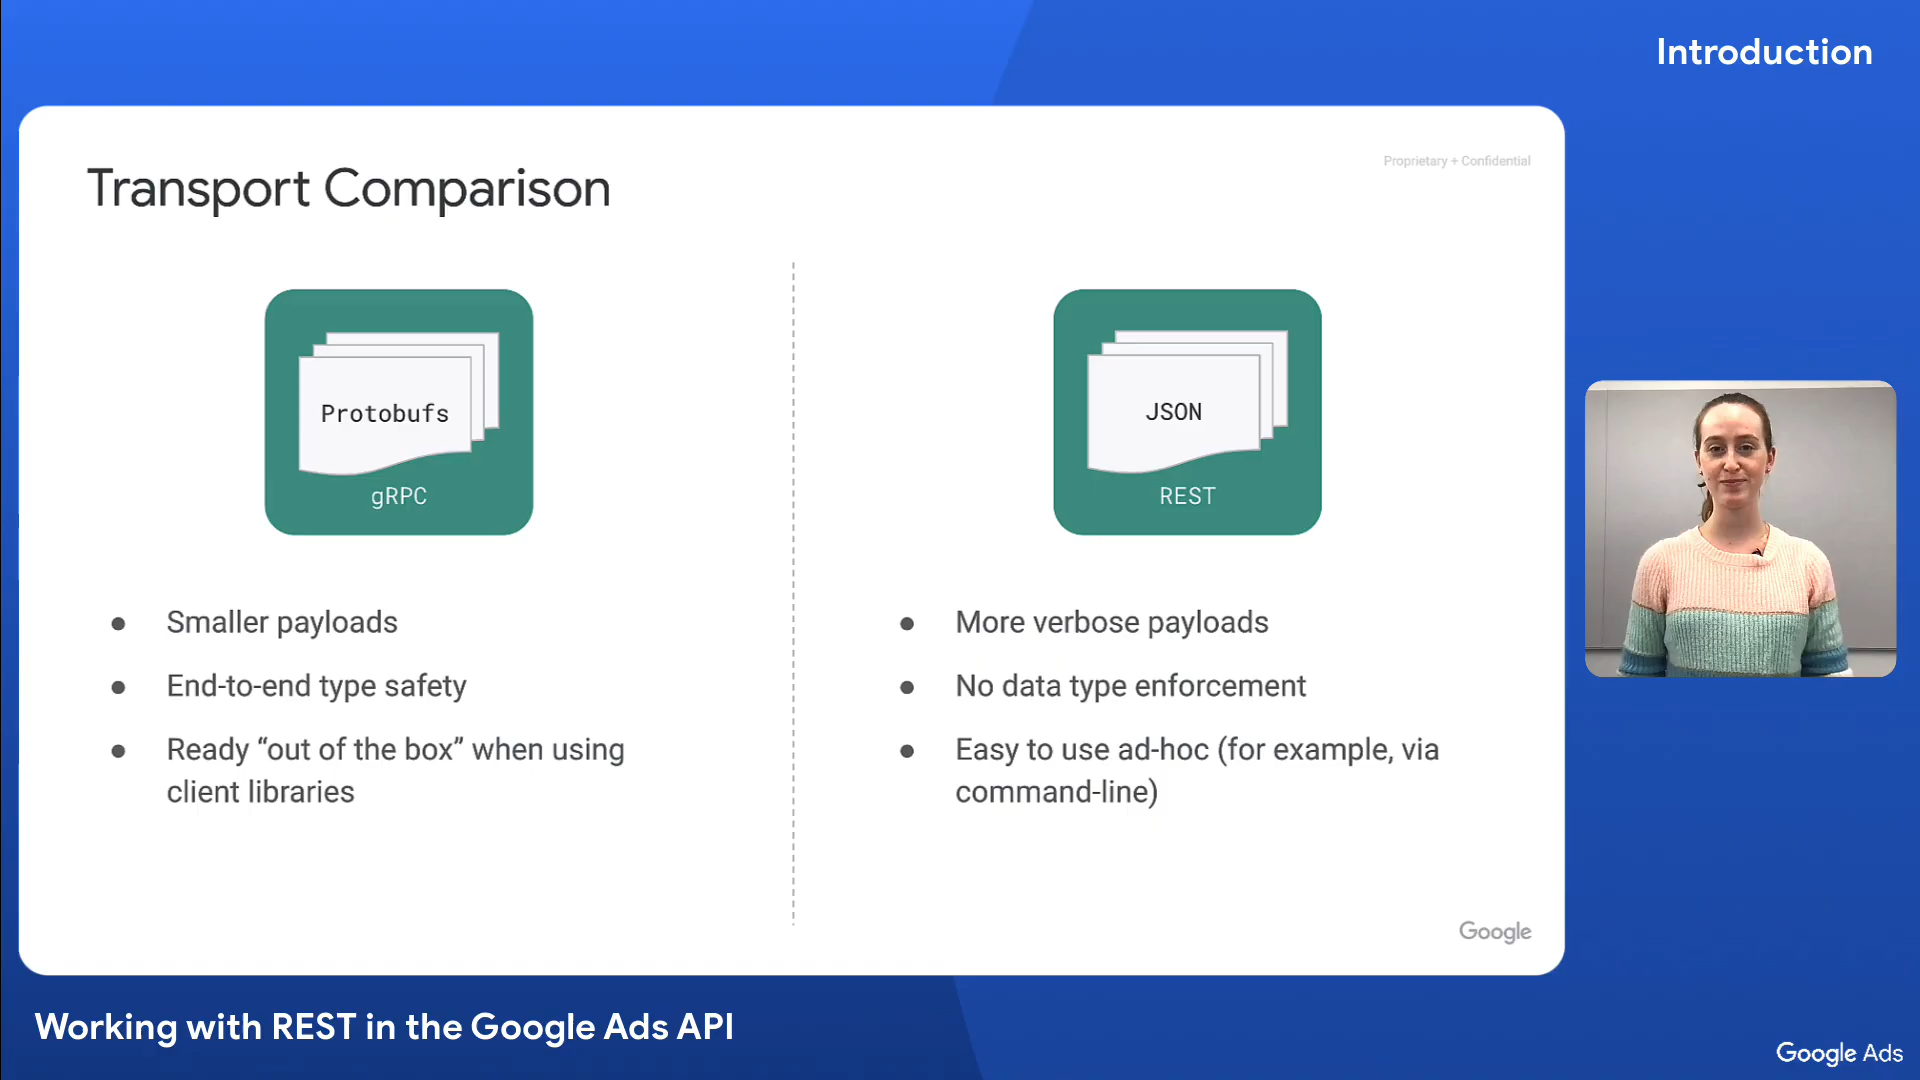 Introduction
Transport Comparison
Proprietary + Confidential
Protobufs
gRPC
JSON
REST
● Smaller payloads
● End-to-end type safety
● Ready “out of the box” when using
client libraries
● More verbose payloads
● No data type enforcement
● Easy to use ad-hoc (for example, via
command-line)
Google
Working with REST in the Google Ads API
Google Ads